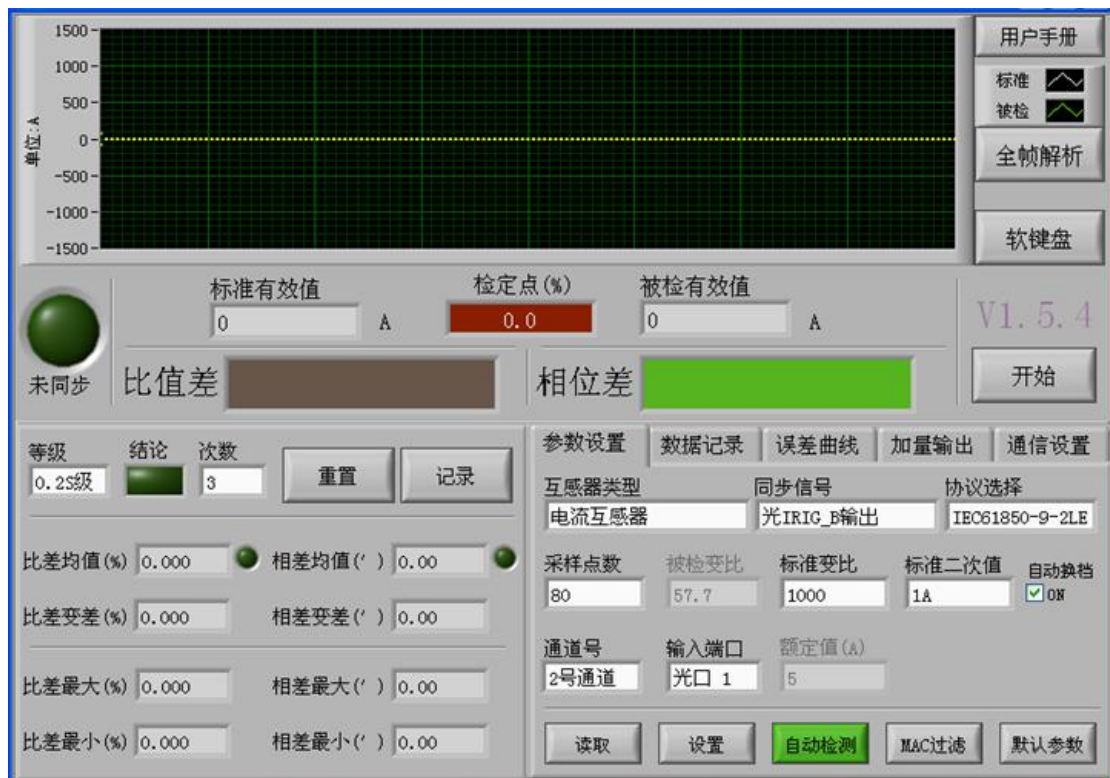 1500
1000
500
0
-500
-1000
-1500
单位:A
用户手册
标准
被检
全帧解析
软键盘
未同步
标准有效值
0 A
检定点(%)
0.0
被检有效值
0 A
V1.5.4
比值差
相位差
开始
等级
0.2S级
结论
次数
3
重置
记录
比差均值(%) 0.000
相差均值(′) 0.00
比差变差(%) 0.000
相差变差(′) 0.00
比差最大(%) 0.000
相差最大(′) 0.00
比差最小(%) 0.000
相差最小(′) 0.00
参数设置 数据记录 误差曲线 加量输出 通信设置
互感器类型
电流互感器
同步信号
光IRIG_B输出
协议选择
IEC61850-9-2LE
采样点数
80
被检变比
57.7
标准变比
1000
标准二次值
1A
自动换档
ON
通道号
2号通道
输入端口
光口 1
额定值(A)
5
读取 设置 自动检测 MAC过滤 默认参数